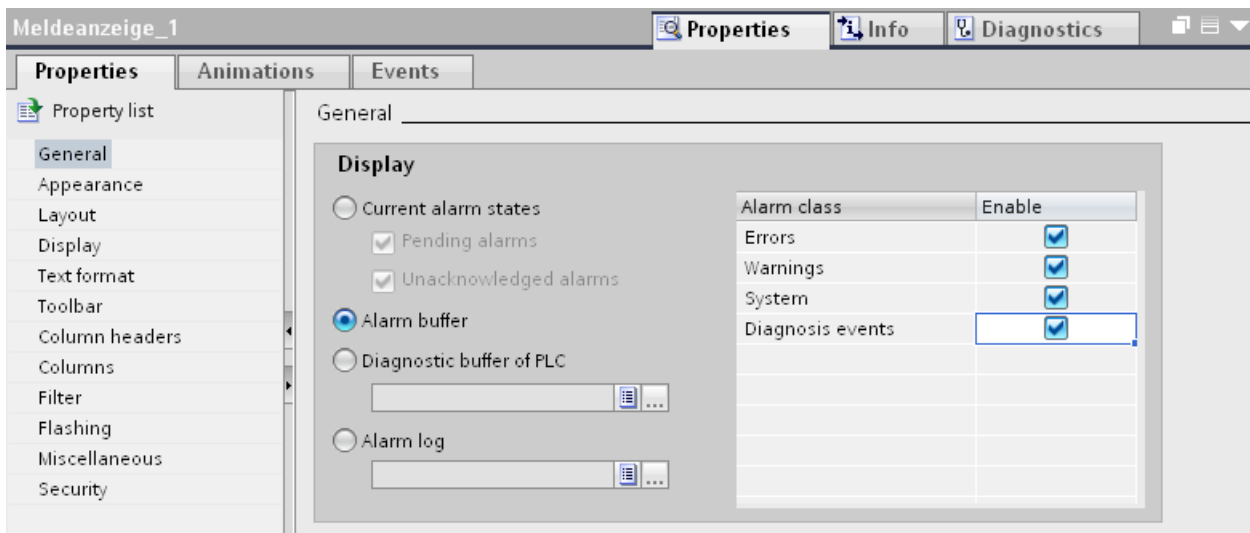 Meldeanzeige_1
Properties Info Diagnostics
Properties Animations Events
Property list
General
Appearance
Layout
Display
Text format
Toolbar
Column headers
Columns
Filter
Flashing
Miscellaneous
Security
General
Display
Current alarm states
Pending alarms
Unacknowledged alarms
Alarm buffer
Diagnostic buffer of PLC
...
Alarm log
...
Alarm class Enable
Errors
Warnings
System
Diagnosis events